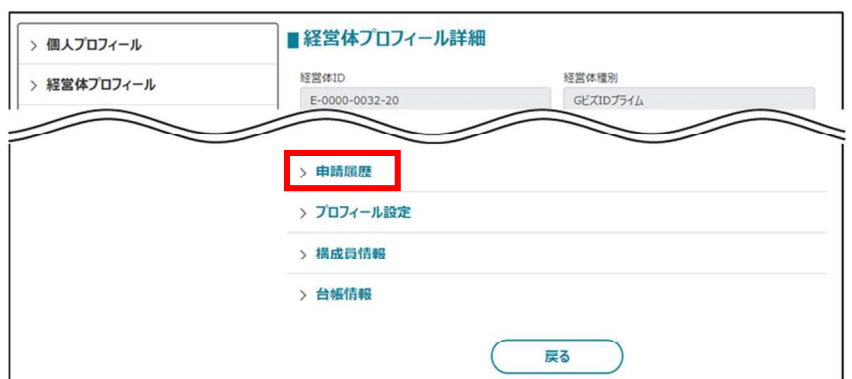 > 個人プロフィール
> 経営体プロフィール
■経営体プロフィール詳細
経営体ID 経営体種別
E-0000-0032-20 GビズIDプライム
> 申請履歴
> プロフィール設定
> 構成員情報
> 台帳情報
戻る